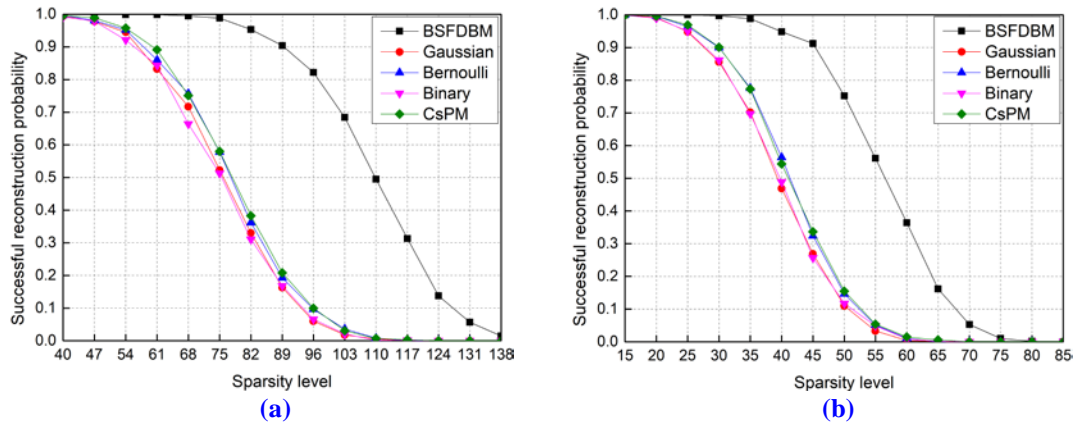 Successful reconstruction probability
1.0
0.9
0.8
0.7
0.6
0.5
0.4
0.3
0.2
0.1
0.0
BSFDBM
Gaussian
Bernoulli
Binary
CsPM
40 47 54 61 68 75 82 89 96 103 110 117 124 131 138
Sparsity level
(a)
Successful reconstruction probability
1.0
0.9
0.8
0.7
0.6
0.5
0.4
0.3
0.2
0.1
0.0
BSFDBM
Gaussian
Bernoulli
Binary
CsPM
15 20 25 30 35 40 45 50 55 60 65 70 75 80 85
Sparsity level
(b)